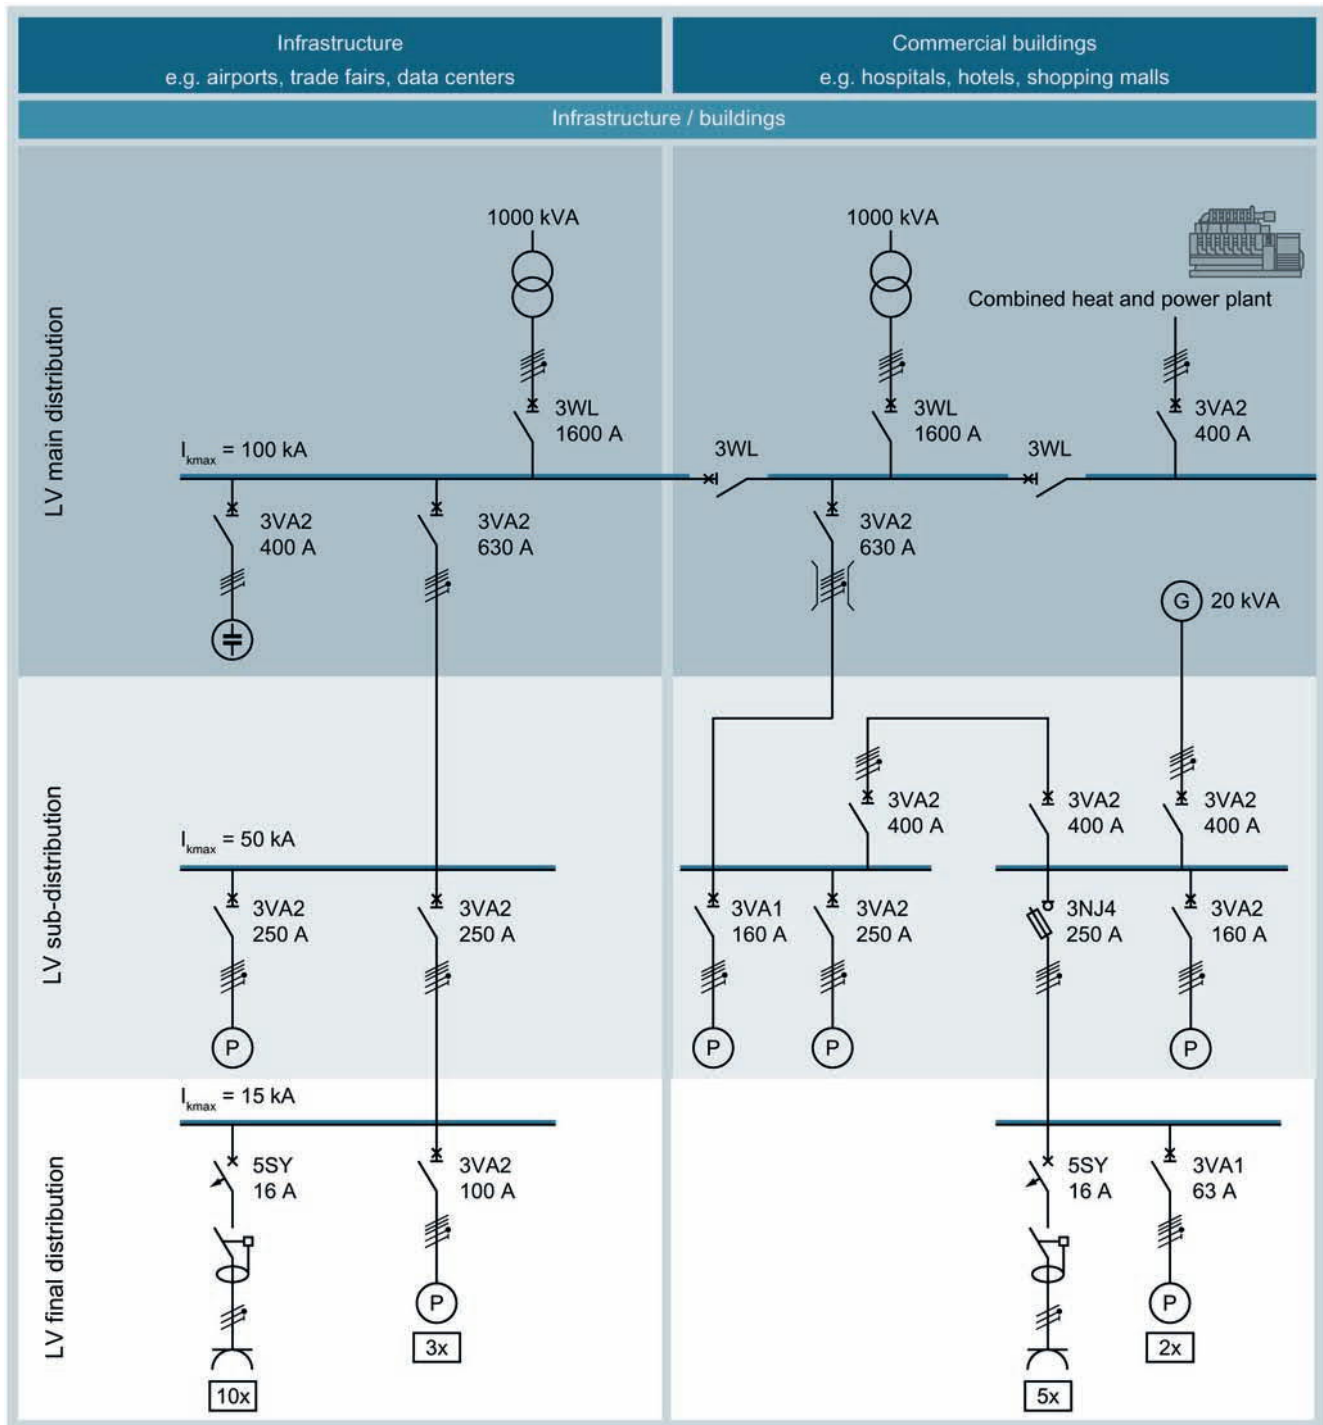 Infrastructure
e.g. airports, trade fairs, data centers
Commercial buildings
e.g. hospitals, hotels, shopping malls
Infrastructure / buildings
LV main distribution
1000 kVA
1000 kVA
Combined heat and power plant
3WL
1600 A
3WL
1600 A
3VA2
400 A
Ikmax = 100 kA
3WL
3WL
3VA2
400 A
3VA2
630 A
3VA2
630 A
G
20 kVA
LV sub-distribution
3VA2
400 A
3VA2
400 A
3VA2
400 A
Ikmax = 50 kA
3VA2
250 A
3VA2
250 A
3VA1
160 A
3VA2
250 A
3NJ4
250 A
3VA2
160 A
P
P
P
P
LV final distribution
Ikmax = 15 kA
5SY
16 A
3VA2
100 A
5SY
16 A
3VA1
63 A
P
P
3x
2x
10x
5x